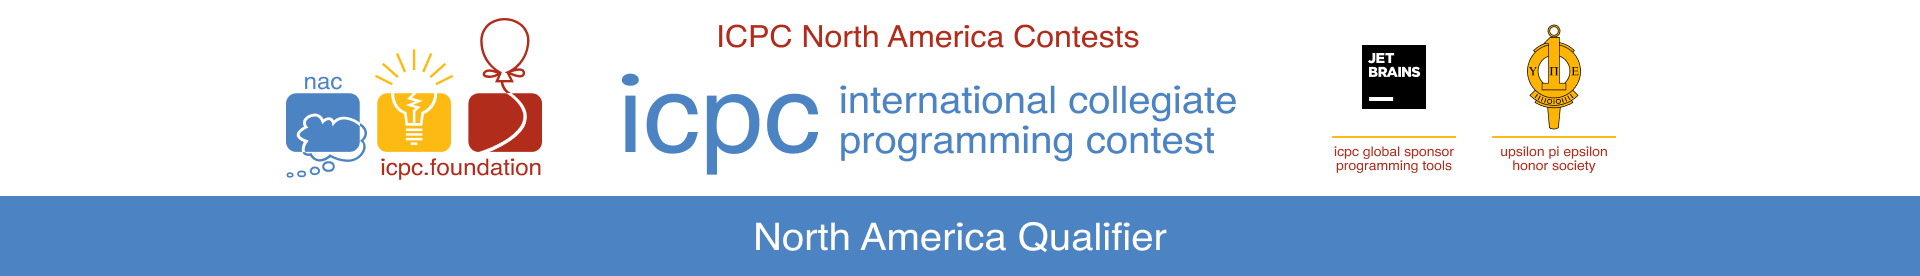 nac
icpc.foundation
ICPC North America Contests
icpc
international collegiate
programming contest
JET
BRAINS
icpc global sponsor
programming tools
Υ Π Ε
upsilon pi epsilon
honor society
North America Qualifier